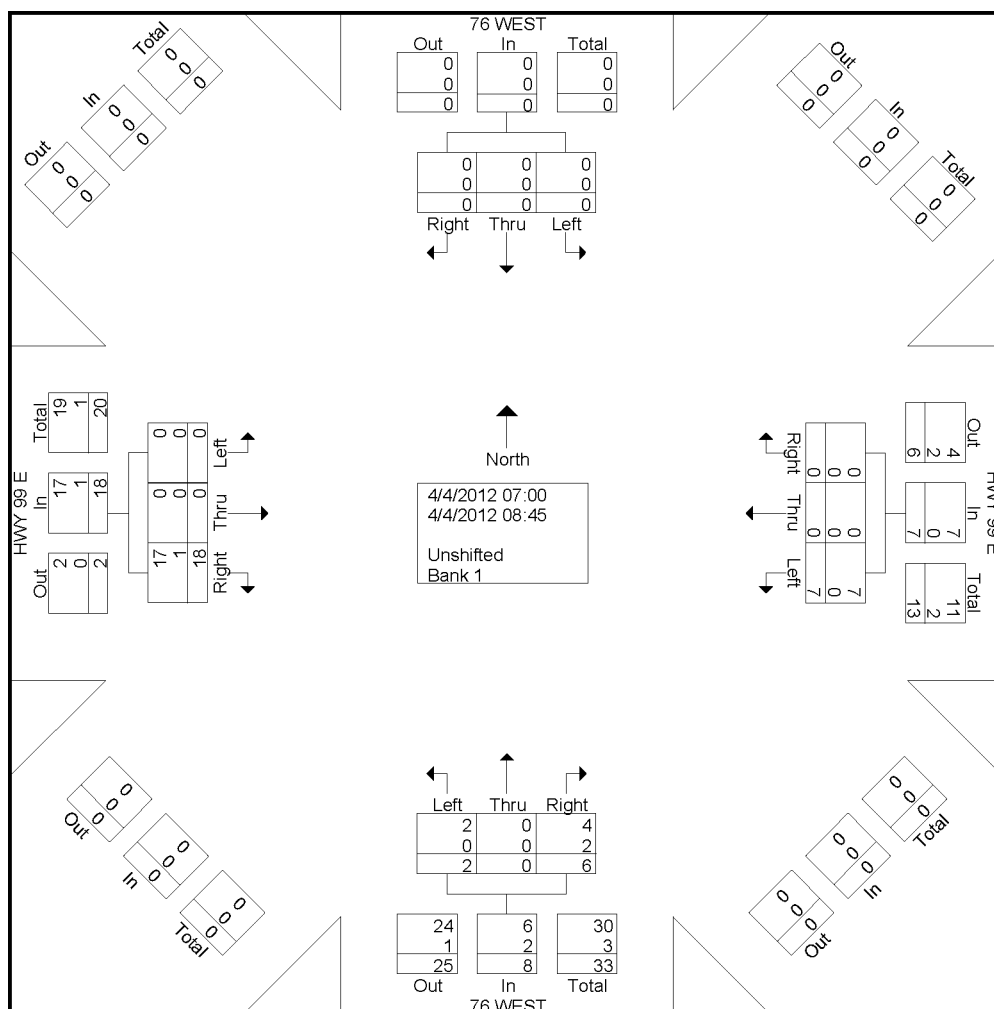 76 WEST
Out In Total
0 0 0
0 0 0
0 0 0
0 0 0
0 0 0
0 0 0
Right Thru Left
Total
0
0
0
In
0
0
0
Out
0
0
0
Out
0
0
0
In
0
0
0
Total
0
0
0
HWY 99 E
Out In Total
2 17 19
0 1 1
2 18 20
Right Thru Left
17 0 0
1 0 0
18 0 0
North
4/4/2012 07:00
4/4/2012 08:45
Unshifted
Bank 1
Right Thru Left
0 0 7
0 0 0
0 0 7
Out In Total
4 7 11
2 0 2
6 7 13
HWY 99 E
Left Thru Right
2 0 4
0 0 2
2 0 6
24 6 30
1 2 3
25 8 33
Out In Total
76 WEST
0
0
0
Out
0
0
0
In
0
0
0
Total
0
0
0
Total
0
0
0
In
0
0
0
Out